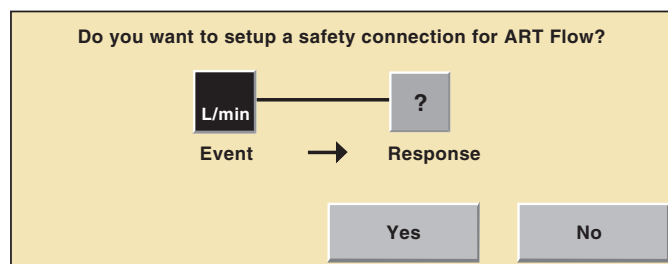 Do you want to setup a safety connection for ART Flow?
L/min
?
Event
Response
Yes
No